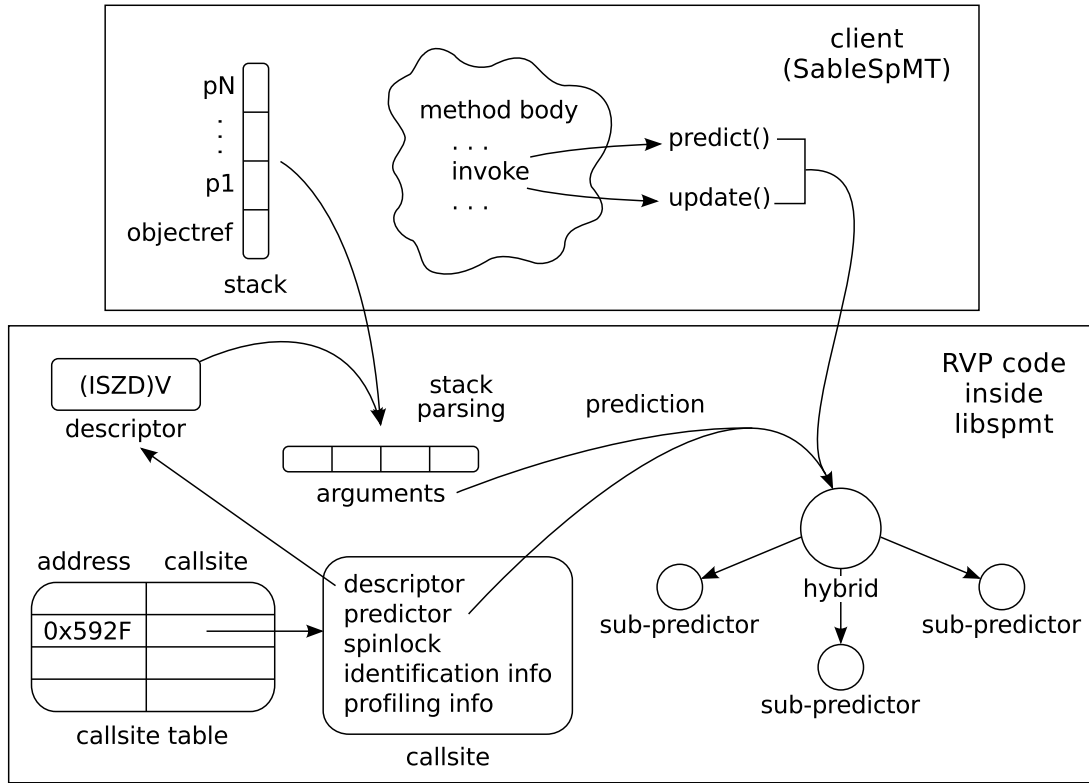 client
(SableSpMT)
pN
.
.
.
p1
objectref
stack
method body
. . .
invoke
. . .
predict()
update()
RVP code
inside
libspmt
(ISZD)V
descriptor
stack
parsing
prediction
arguments
address callsite
0x592F
callsite table
descriptor
predictor
spinlock
identification info
profiling info
callsite
hybrid
sub-predictor
sub-predictor
sub-predictor